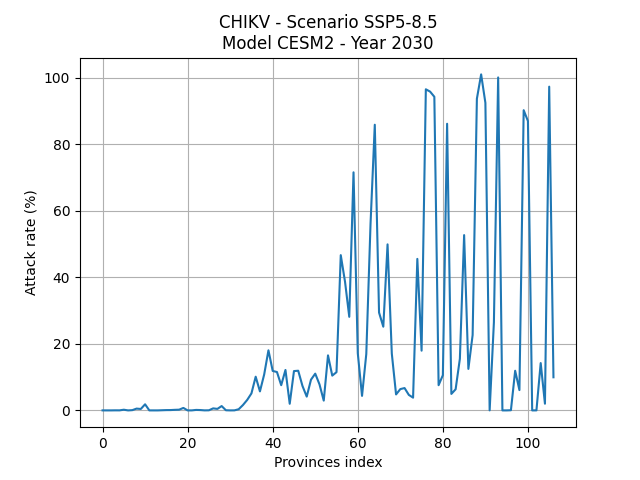 CHIKV - Scenario SSP5-8.5
Model CESM2 - Year 2030
100
80
60
40
20
0
Attack rate (%)
0 20 40 60 80 100
Provinces index